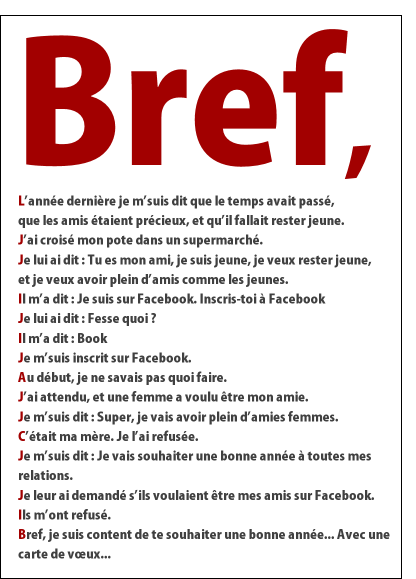 Bref,
L'année dernière je m'suis dit que le temps avait passé,
que les amis étaient précieux, et qu'il fallait rester jeune.
J'ai croisé mon pote dans un supermarché.
Je lui ai dit : Tu es mon ami, je suis jeune, je veux rester jeune,
et je veux avoir plein d'amis comme les jeunes.
Il m'a dit : Je suis sur Facebook. Inscris-toi à Facebook
Je lui ai dit : Fesse quoi ?
Il m'a dit : Book
Je m'suis inscrit sur Facebook.
Au début, je ne savais pas quoi faire.
J'ai attendu, et une femme a voulu être mon amie.
Je m'suis dit : Super, je vais avoir plein d'amies femmes.
C'était ma mère. Je l'ai refusée.
Je m'suis dit : Je vais souhaiter une bonne année à toutes mes
relations.
Je leur ai demandé s'ils voulaient être mes amis sur Facebook.
Ils m'ont refusé.
Bref, je suis content de te souhaiter une bonne année... Avec une
carte de vœux...